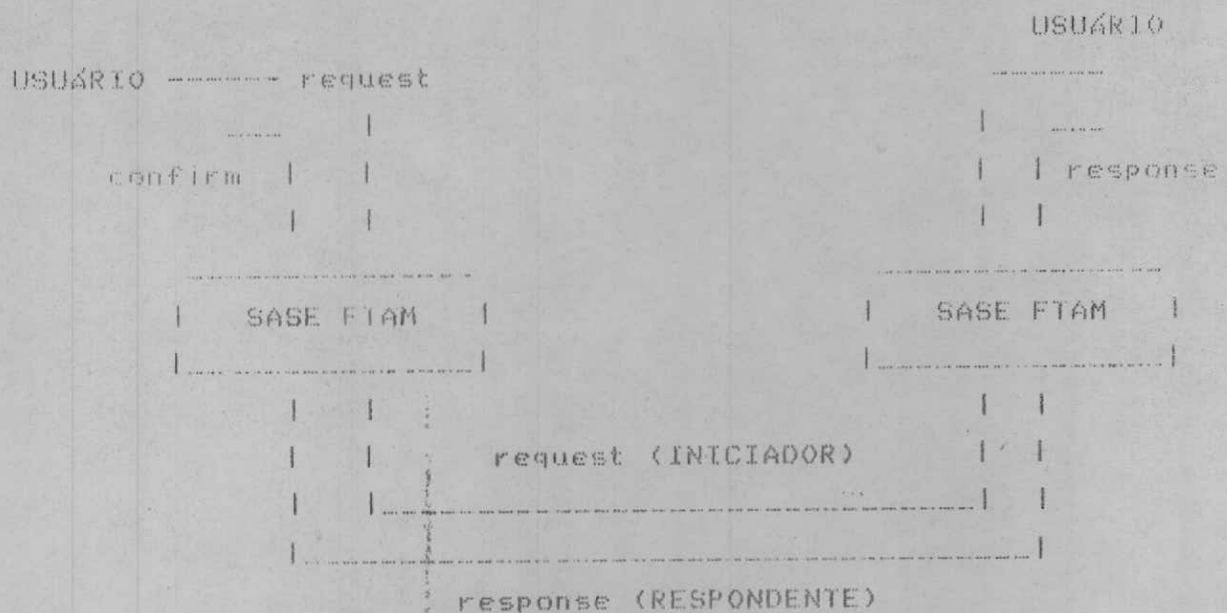 USUÁRIO
USUÁRIO request
confirm
response
SASE FTAM
SASE FTAM
request (INICIADOR)
response (RESPONDENTE)